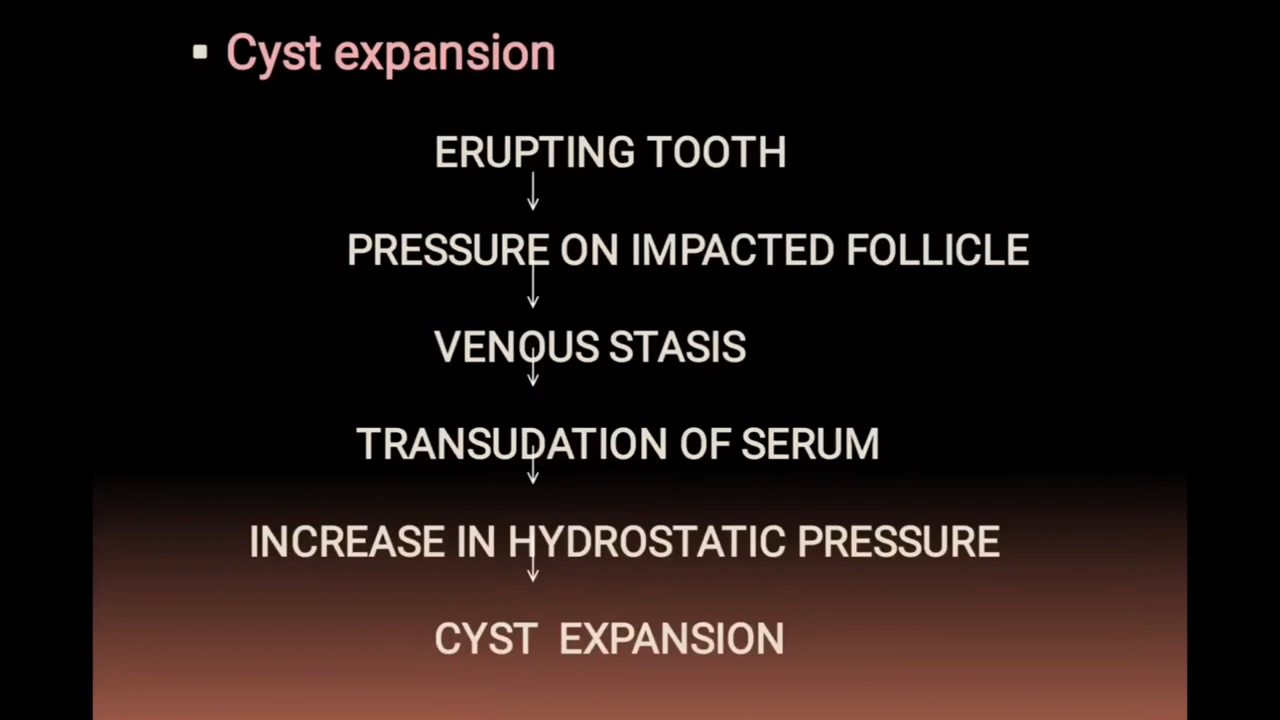 Cyst expansion
ERUPTING TOOTH
PRESSURE ON IMPACTED FOLLICLE
VENOUS STASIS
TRANSUDATION OF SERUM
INCREASE IN HYDROSTATIC PRESSURE
CYST EXPANSION